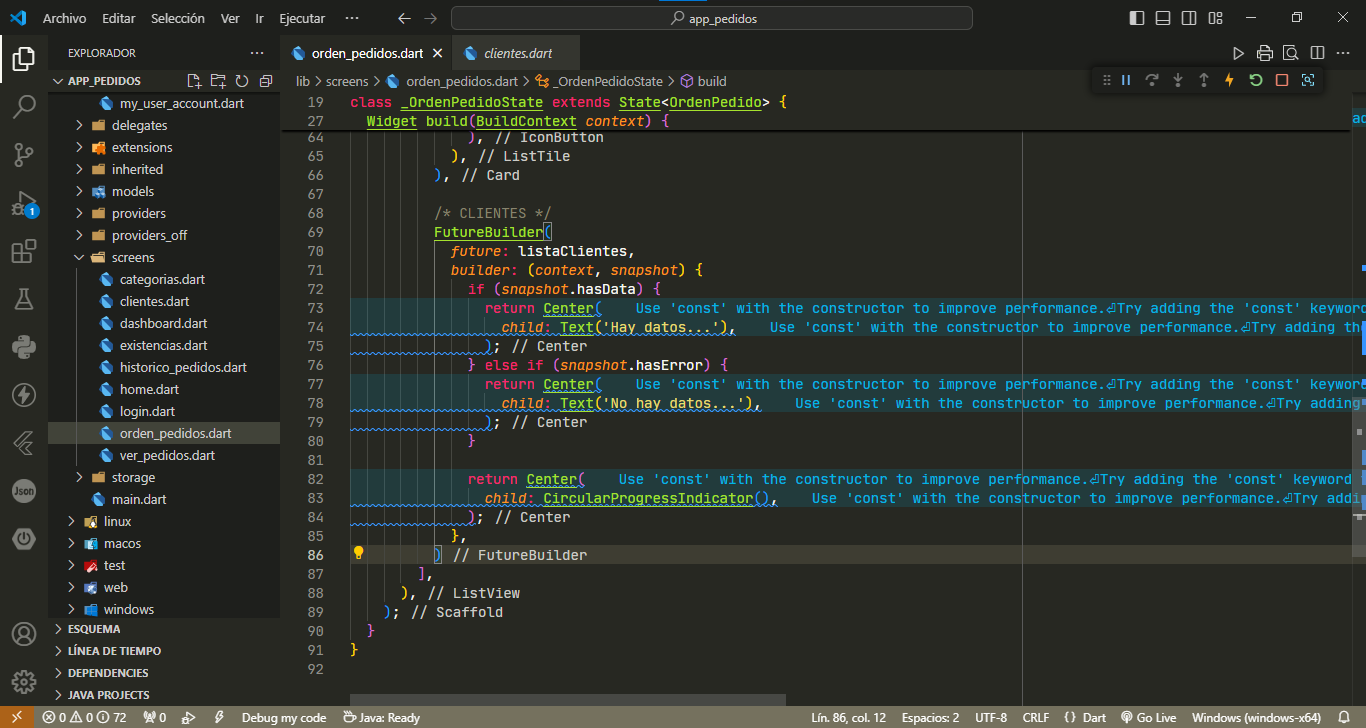 Archivo Editar Selección Ver Ir Ejecutar ··· app_pedidos
EXPLORADOR
orden_pedidos.dart clientes.dart
APP_PEDIDOS
lib > screens > orden_pedidos.dart > _OrdenPedidoState > build
my_user_account.dart
delegates
extensions
inherited
models
providers
providers_off
screens
categorias.dart
clientes.dart
dashboard.dart
existencias.dart
historico_pedidos.dart
home.dart
login.dart
orden_pedidos.dart
ver_pedidos.dart
storage
main.dart
linux
macos
test
web
windows
ESQUEMA
LÍNEA DE TIEMPO
DEPENDENCIES
JAVA PROJECTS
1
Json
19 class _OrdenPedidoState extends State<OrdenPedido> {
27 Widget build(BuildContext context) {
64 ), // IconButton
65 ), // ListTile
66 ), // Card
67
68 /* CLIENTES */
69 FutureBuilder(
70 future: listaClientes,
71 builder: (context, snapshot) {
72 if (snapshot.hasData) {
73 return Center( Use 'const' with the constructor to improve performance.⏎Try adding the 'const' keyword
74 child: Text('Hay datos...'), Use 'const' with the constructor to improve performance.⏎Try adding the
75 ); // Center
76 } else if (snapshot.hasError) {
77 return Center( Use 'const' with the constructor to improve performance.⏎Try adding the 'const' keyword
78 child: Text('No hay datos...'), Use 'const' with the constructor to improve performance.⏎Try adding
79 ); // Center
80 }
81
82 return Center( Use 'const' with the constructor to improve performance.⏎Try adding the 'const' keyword
83 child: CircularProgressIndicator(), Use 'const' with the constructor to improve performance.⏎Try addi
84 ); // Center
85 },
86 ) // FutureBuilder
87 ],
88 ), // ListView
89 ); // Scaffold
90 }
91 }
92
0 0 72 0 Debug my code Java: Ready Lín. 86, col. 12 Espacios: 2 UTF-8 CRLF {} Dart Go Live Windows (windows-x64)